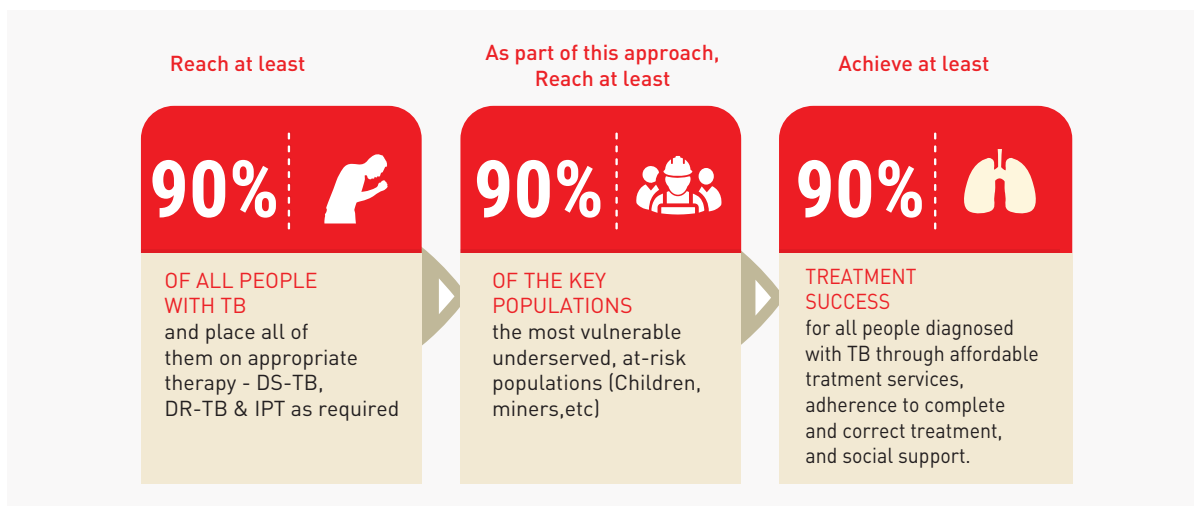 Reach at least
90%
OF ALL PEOPLE
WITH TB
and place all of
them on appropriate
therapy - DS-TB,
DR-TB & IPT as required
As part of this approach,
Reach at least
90%
OF THE KEY
POPULATIONS
the most vulnerable
underserved, at-risk
populations (Children,
miners,etc)
Achieve at least
90%
TREATMENT
SUCCESS
for all people diagnosed
with TB through affordable
tratment services,
adherence to complete
and correct treatment,
and social support.